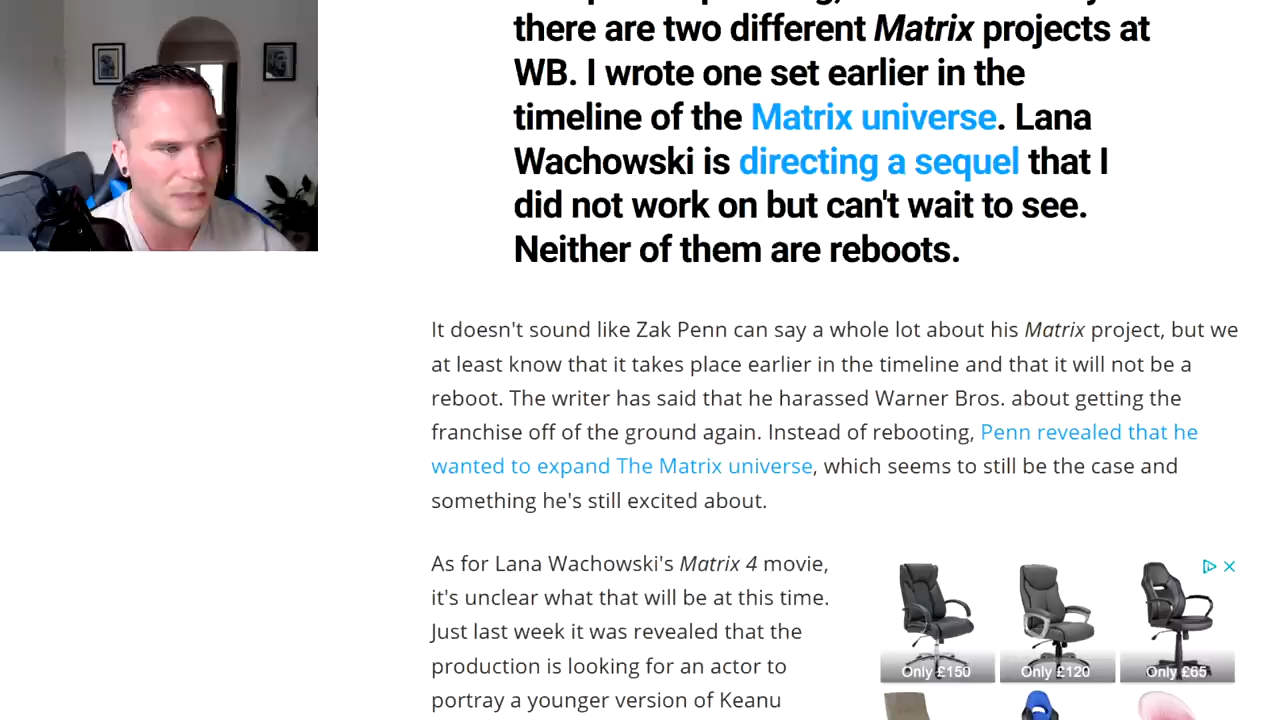 there are two different Matrix projects at
WB. I wrote one set earlier in the
timeline of the Matrix universe. Lana
Wachowski is directing a sequel that I
did not work on but can't wait to see.
Neither of them are reboots.
It doesn't sound like Zak Penn can say a whole lot about his Matrix project, but we
at least know that it takes place earlier in the timeline and that it will not be a
reboot. The writer has said that he harassed Warner Bros. about getting the
franchise off of the ground again. Instead of rebooting, Penn revealed that he
wanted to expand The Matrix universe, which seems to still be the case and
something he's still excited about.
As for Lana Wachowski's Matrix 4 movie,
it's unclear what that will be at this time.
Just last week it was revealed that the
production is looking for an actor to
portray a younger version of Keanu
Only £150
Only £120
Only £65